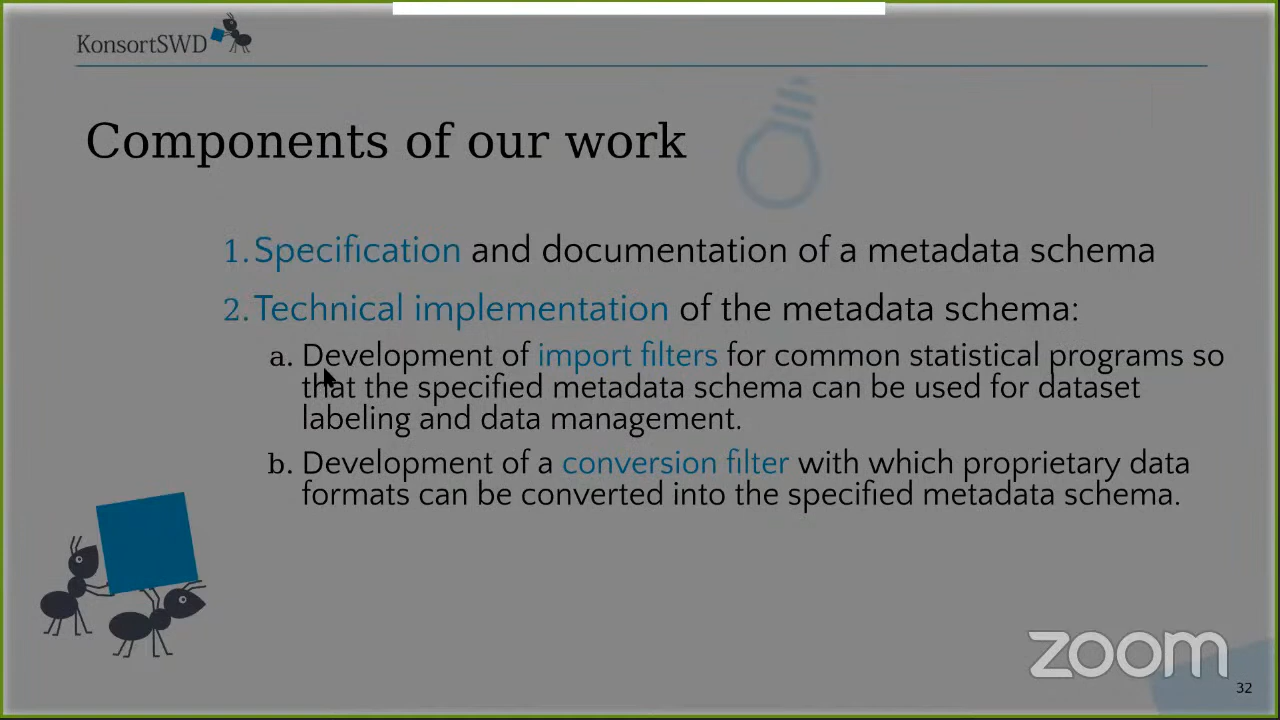 KonsortSWD
Components of our work
1. Specification and documentation of a metadata schema
2. Technical implementation of the metadata schema:
a. Development of import filters for common statistical programs so
that the specified metadata schema can be used for dataset
labeling and data management.
b. Development of a conversion filter with which proprietary data
formats can be converted into the specified metadata schema.
zoom
32